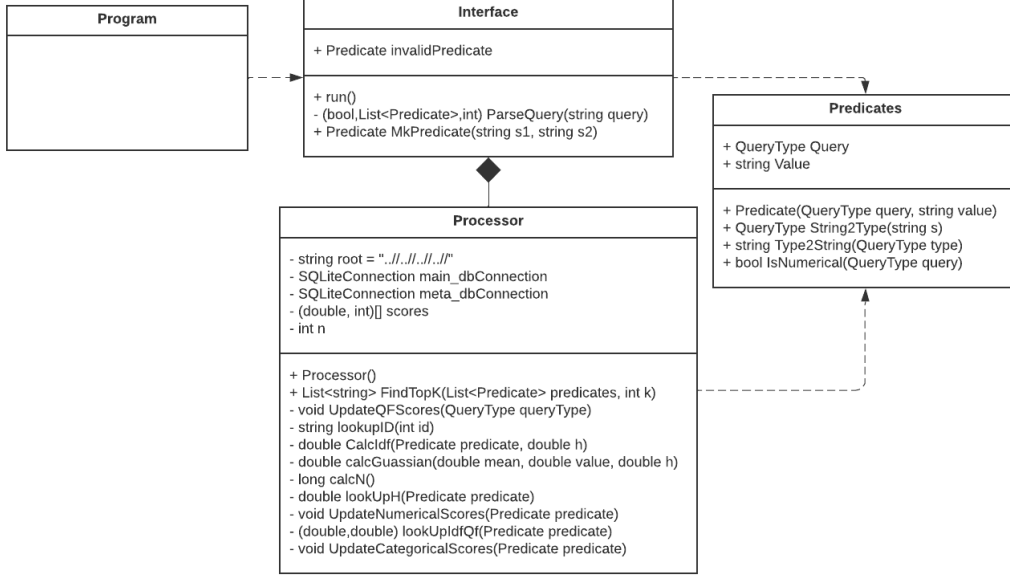 Program
Interface
+ Predicate invalidPredicate
+ run()
- (bool,List<Predicate>,int) ParseQuery(string query)
+ Predicate MkPredicate(string s1, string s2)
Predicates
+ QueryType Query
+ string Value
+ Predicate(QueryType query, string value)
+ QueryType String2Type(string s)
+ string Type2String(QueryType type)
+ bool IsNumerical(QueryType query)
Processor
- string root = "..//..//..//..//"
- SQLiteConnection main_dbConnection
- SQLiteConnection meta_dbConnection
- (double, int)[] scores
- int n
+ Processor()
+ List<string> FindTopK(List<Predicate> predicates, int k)
- void UpdateQFScores(QueryType queryType)
- string lookupID(int id)
- double CalcIdf(Predicate predicate, double h)
- double calcGuassian(double mean, double value, double h)
- long calcN()
- double lookUpH(Predicate predicate)
- void UpdateNumericalScores(Predicate predicate)
- (double,double) lookUpIdfQf(Predicate predicate)
- void UpdateCategoricalScores(Predicate predicate)